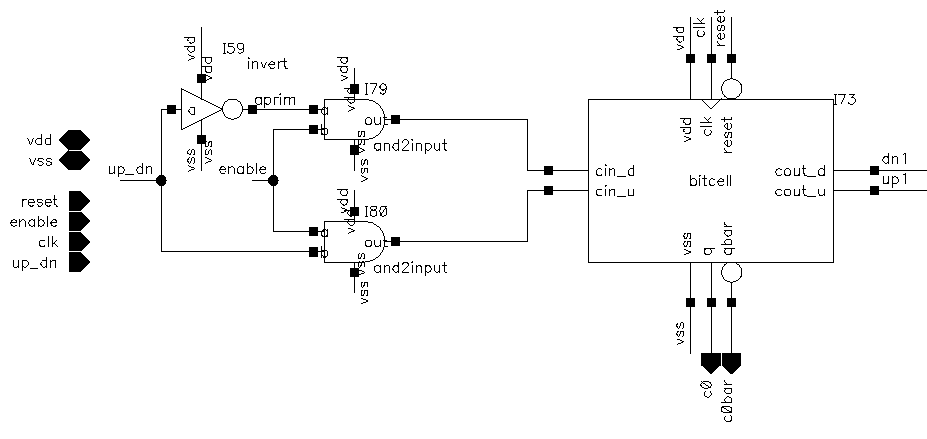 vdd
vss
reset
enable
clk
up_dn
up_dn
vdd
vdd
I59
invert
a
aprim
vss
vss
enable
vdd
vdd
I79
a
b
out
and2input
vss
vss
vdd
vdd
I80
a
b
out
and2input
vss
vss
vdd
clk
reset
I73
vdd
clk
reset
cin_d
cin_u
bitcell
cout_d
cout_u
dn1
up1
vss
q
qbar
vss
c0
c0bar